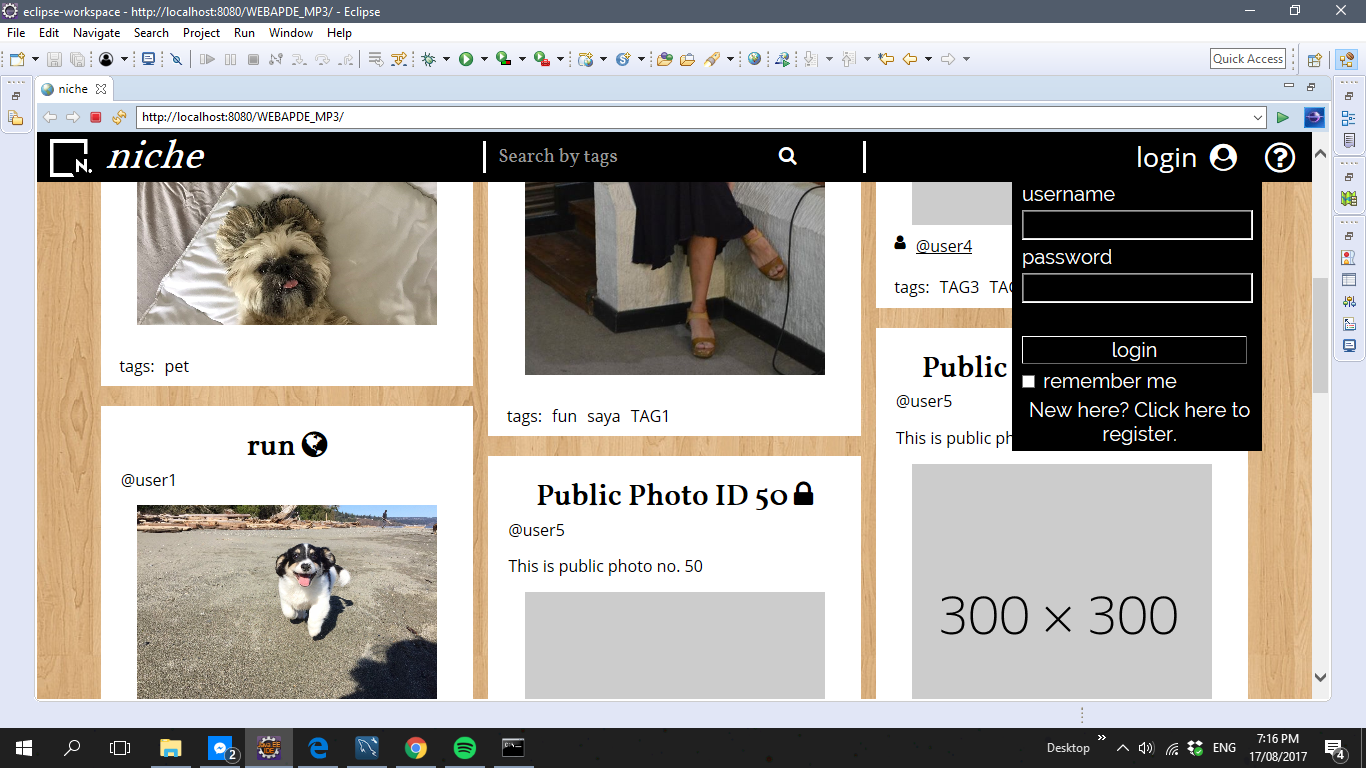 eclipse-workspace - http://localhost:8080/WEBAPDE_MP3/ - Eclipse
File Edit Navigate Search Project Run Window Help
Quick Access
niche
http://localhost:8080/WEBAPDE_MP3/
N. niche
Search by tags
login
username
password
login
remember me
New here? Click here to
register.
tags: pet
run
@user1
tags: fun saya TAG1
Public Photo ID 50
@user5
This is public photo no. 50
@user4
tags: TAG3
Public
@user5
This is public
300 × 300
2
Desktop
ENG
7:16 PM
17/08/2017
4